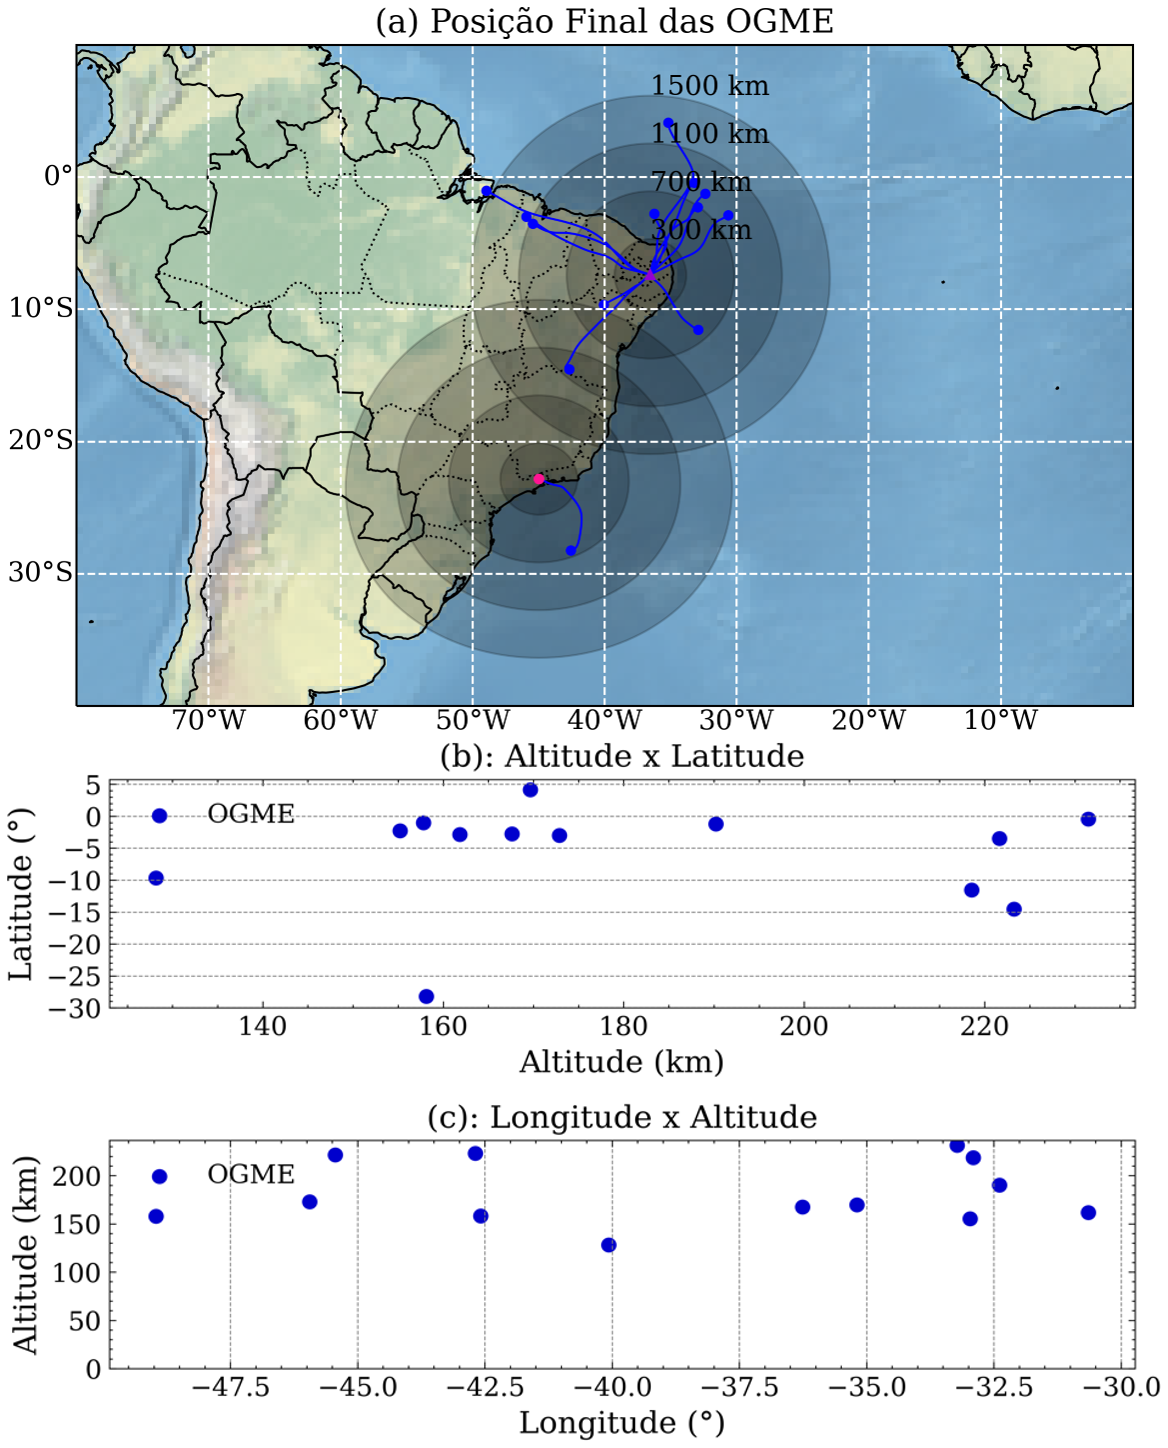 (a) Posição Final das OGME
1500 km
1100 km
700 km
300 km
0°
10°S
20°S
30°S
70°W 60°W 50°W 40°W 30°W 20°W 10°W
(b): Altitude x Latitude
Latitude (°)
5
0
−5
−10
−15
−20
−25
−30
OGME
140 160 180 200 220
Altitude (km)
(c): Longitude x Altitude
Altitude (km)
200
150
100
50
0
OGME
−47.5 −45.0 −42.5 −40.0 −37.5 −35.0 −32.5 −30.0
Longitude (°)